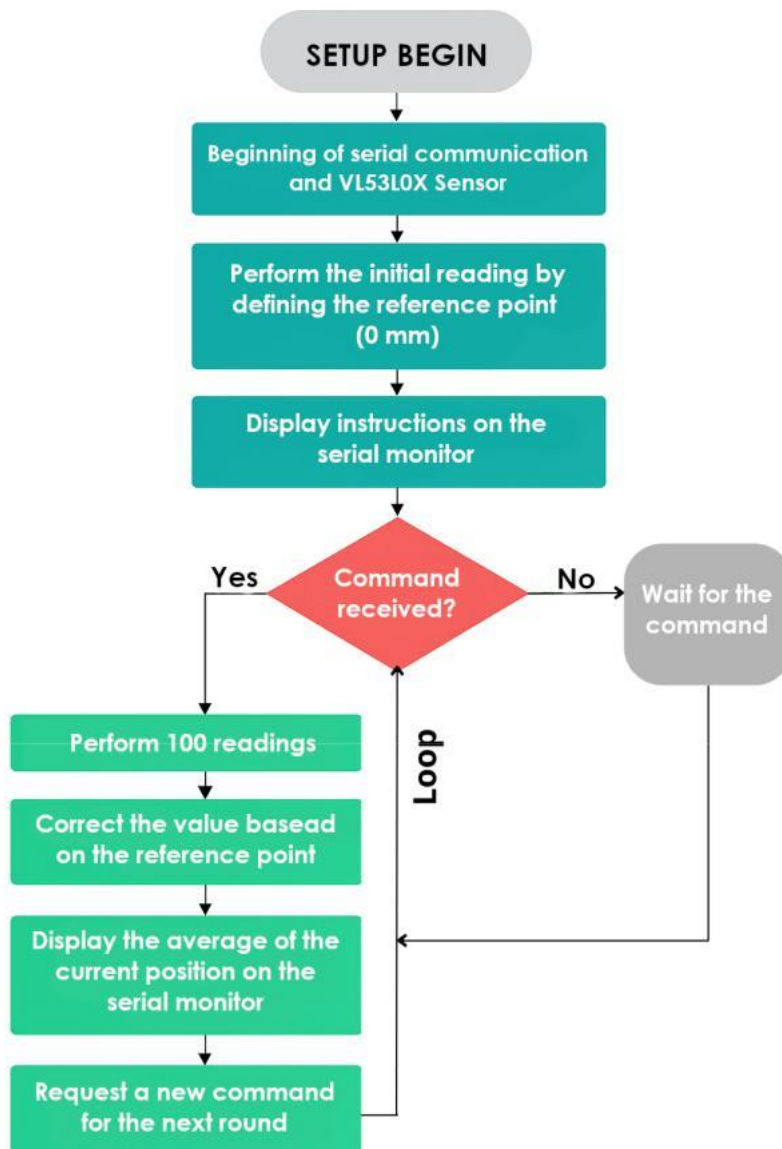 SETUP BEGIN
Beginning of serial communication
and VL53L0X Sensor
Perform the initial reading by
defining the reference point
(0 mm)
Display instructions on the
serial monitor
Command
received?
Yes
No
Wait for the
command
Perform 100 readings
Correct the value basead
on the reference point
Display the average of the
current position on the
serial monitor
Request a new command
for the next round
Loop